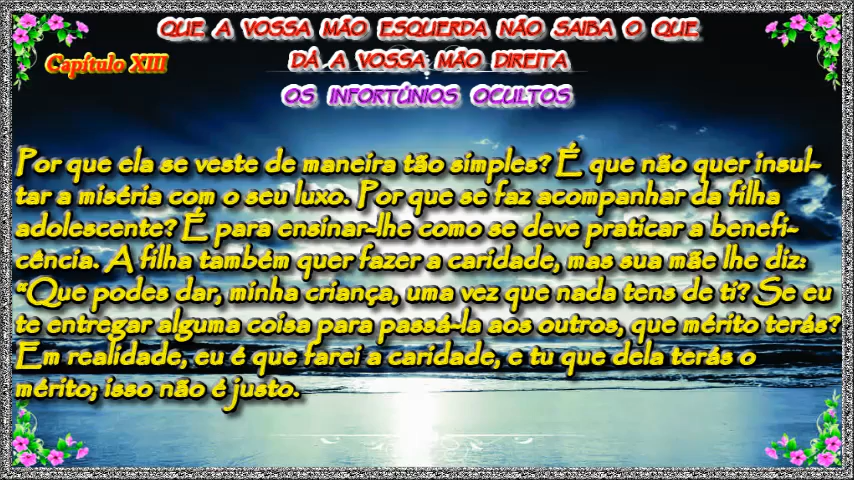 QUE A VOSSA MÃO ESQUERDA NÃO SAIBA O QUE
DÁ A VOSSA MÃO DIREITA
Capítulo XIII
OS INFORTÚNIOS OCULTOS
Por que ela se veste de maneira tão simples? É que não quer insul-
tar a miséria com o seu luxo. Por que se faz acompanhar da filha
adolescente? É para ensinar-lhe como se deve praticar a benefi-
cência. A filha também quer fazer a caridade, mas sua mãe lhe diz:
“Que podes dar, minha criança, uma vez que nada tens de ti? Se eu
te entregar alguma coisa para passá-la aos outros, que mérito terás?
Em realidade, eu é que farei a caridade, e tu que dela terás o
mérito; isso não é justo.